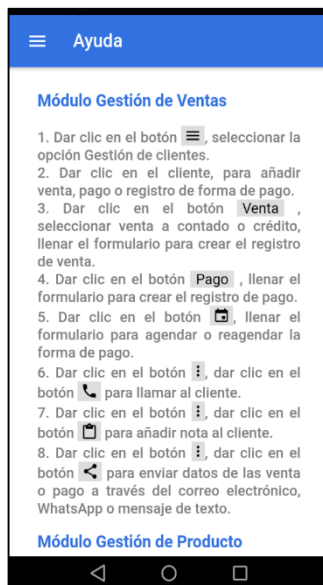 Ayuda
Módulo Gestión de Ventas
1. Dar clic en el botón , seleccionar la
opción Gestión de clientes.
2. Dar clic en el cliente, para añadir
venta, pago o registro de forma de pago.
3. Dar clic en el botón Venta ,
seleccionar venta a contado o crédito,
llenar el formulario para crear el registro
de venta.
4. Dar clic en el botón Pago , llenar el
formulario para crear el registro de pago.
5. Dar clic en el botón , llenar el
formulario para agendar o reagendar la
forma de pago.
6. Dar clic en el botón , dar clic en el
botón para llamar al cliente.
7. Dar clic en el botón , dar clic en el
botón para añadir nota al cliente.
8. Dar clic en el botón , dar clic en el
botón para enviar datos de las venta
o pago a través del correo electrónico,
WhatsApp o mensaje de texto.
Módulo Gestión de Producto